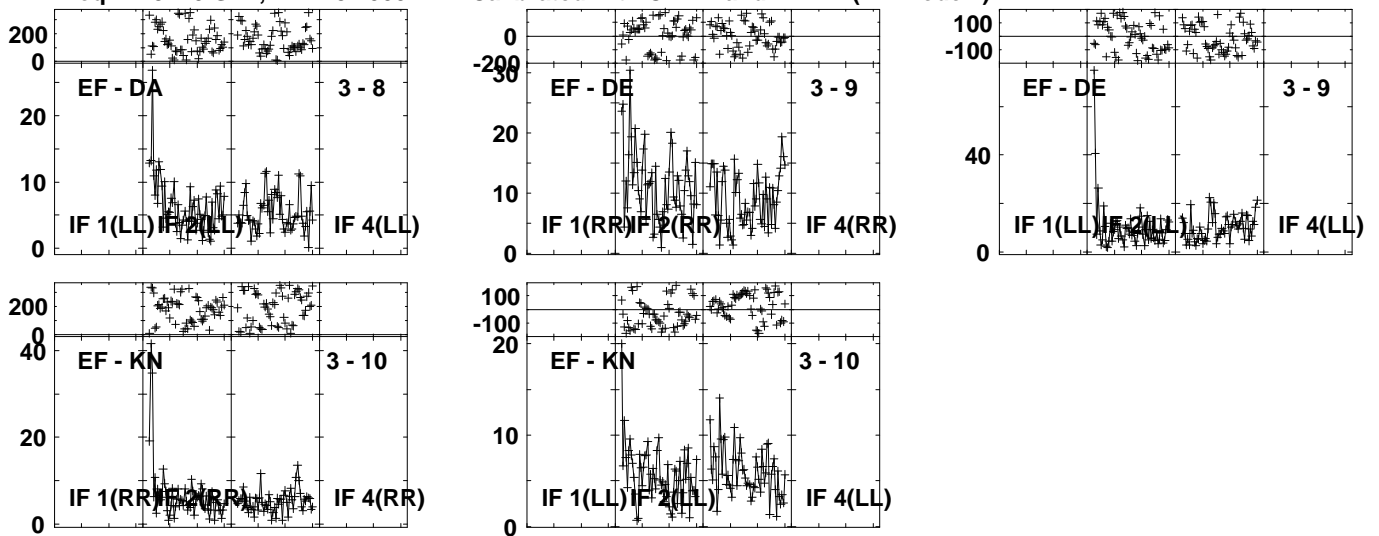 200
0
EF - DA
3 - 8
20
10
0
IF 1(LL)
IF 2(LL)
IF 4(LL)
0
-200
30
EF - DE
3 - 9
20
10
0
IF 1(RR)
IF 2(RR)
IF 4(RR)
100
-100
EF - DE
3 - 9
40
0
IF 1(LL)
IF 2(LL)
IF 4(LL)
200
0
40
EF - KN
3 - 10
20
0
IF 1(RR)
IF 2(RR)
IF 4(RR)
100
-100
20
EF - KN
3 - 10
10
0
IF 1(LL)
IF 2(LL)
IF 4(LL)